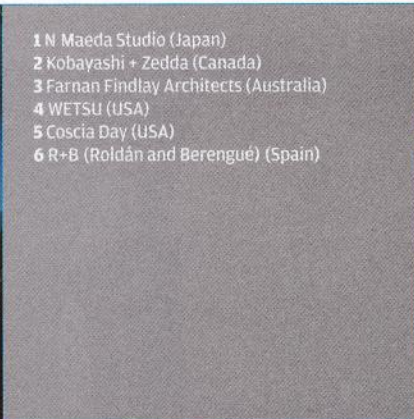 1 N Maeda Studio (Japan)
2 Kobayashi + Zedda (Canada)
3 Farnan Findlay Architects (Australia)
4 WETSU (USA)
5 Coscia Day (USA)
6 R+B (Roldán and Berengué) (Spain)